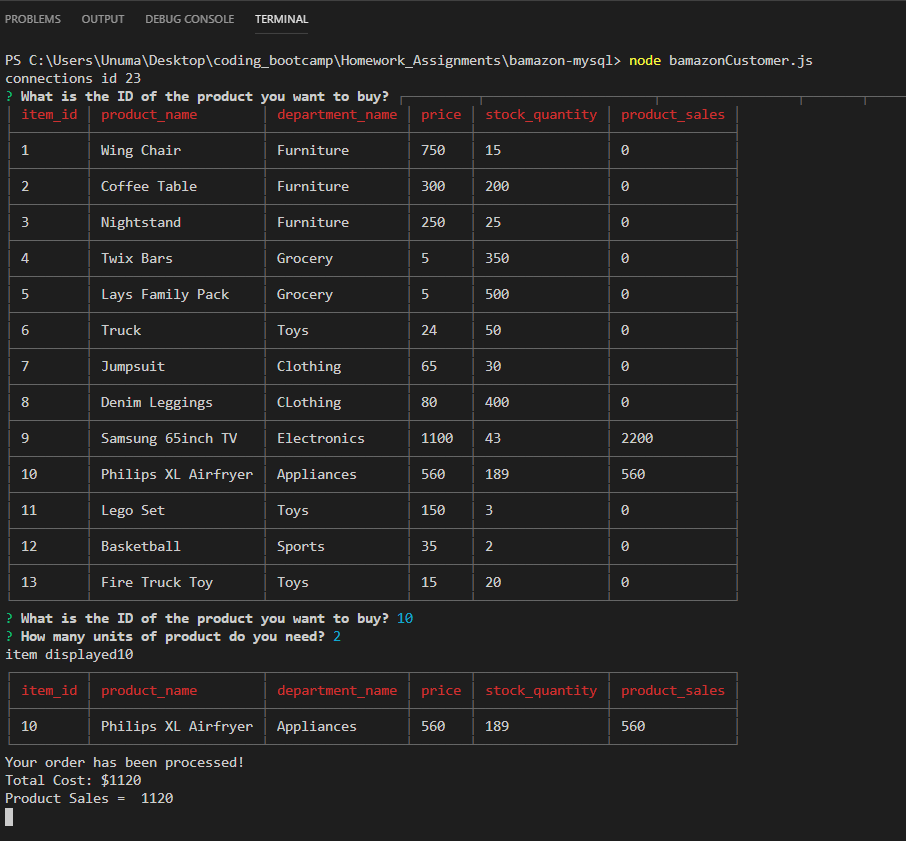 PROBLEMS OUTPUT DEBUG CONSOLE TERMINAL
PS C:\Users\Unuma\Desktop\coding_bootcamp\Homework_Assignments\bamazon-mysql> node bamazonCustomer.js
connections id 23
? What is the ID of the product you want to buy?
item_id product_name department_name price stock_quantity product_sales
1 Wing Chair Furniture 750 15 0
2 Coffee Table Furniture 300 200 0
3 Nightstand Furniture 250 25 0
4 Twix Bars Grocery 5 350 0
5 Lays Family Pack Grocery 5 500 0
6 Truck Toys 24 50 0
7 Jumpsuit Clothing 65 30 0
8 Denim Leggings CLothing 80 400 0
9 Samsung 65inch TV Electronics 1100 43 2200
10 Philips XL Airfryer Appliances 560 189 560
11 Lego Set Toys 150 3 0
12 Basketball Sports 35 2 0
13 Fire Truck Toy Toys 15 20 0
? What is the ID of the product you want to buy? 10
? How many units of product do you need? 2
item displayed10
item_id product_name department_name price stock_quantity product_sales
10 Philips XL Airfryer Appliances 560 189 560
Your order has been processed!
Total Cost: $1120
Product Sales =  1120